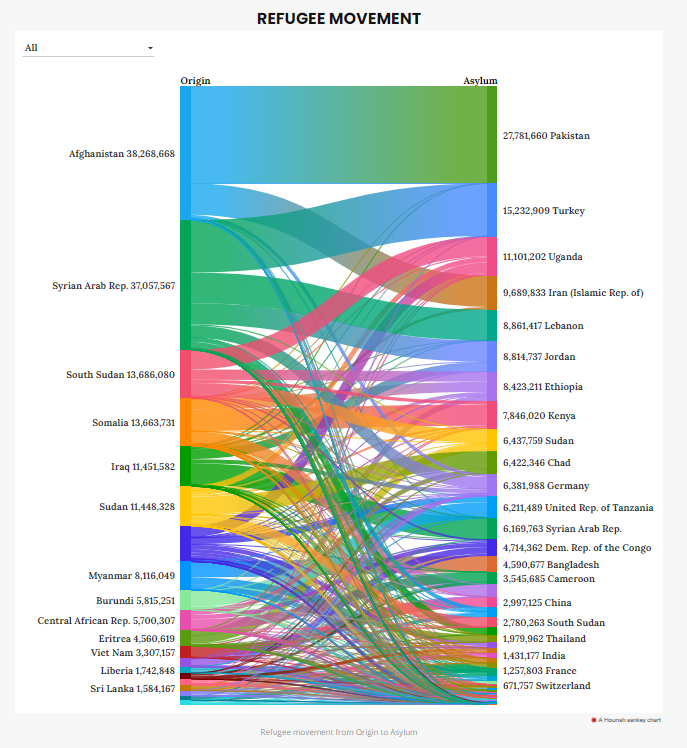 REFUGEE MOVEMENT
All
Origin
Asylum
Afghanistan 38,268,668
Syrian Arab Rep. 37,057,567
South Sudan 13,686,080
Somalia 13,663,731
Iraq 11,451,582
Sudan 11,448,328
Myanmar 8,116,049
Burundi 5,815,251
Central African Rep. 5,700,307
Eritrea 4,560,619
Viet Nam 3,307,157
Liberia 1,742,848
Sri Lanka 1,584,167
27,781,660 Pakistan
15,232,909 Turkey
11,101,202 Uganda
9,689,833 Iran (Islamic Rep. of)
8,861,417 Lebanon
8,814,737 Jordan
8,423,211 Ethiopia
7,846,020 Kenya
6,437,759 Sudan
6,422,346 Chad
6,381,988 Germany
6,211,489 United Rep. of Tanzania
6,169,763 Syrian Arab Rep.
4,714,362 Dem. Rep. of the Congo
4,590,677 Bangladesh
3,545,685 Cameroon
2,997,125 China
2,780,263 South Sudan
1,979,962 Thailand
1,431,177 India
1,257,803 France
671,757 Switzerland
A Flourish sankey chart
Refugee movement from Origin to Asylum